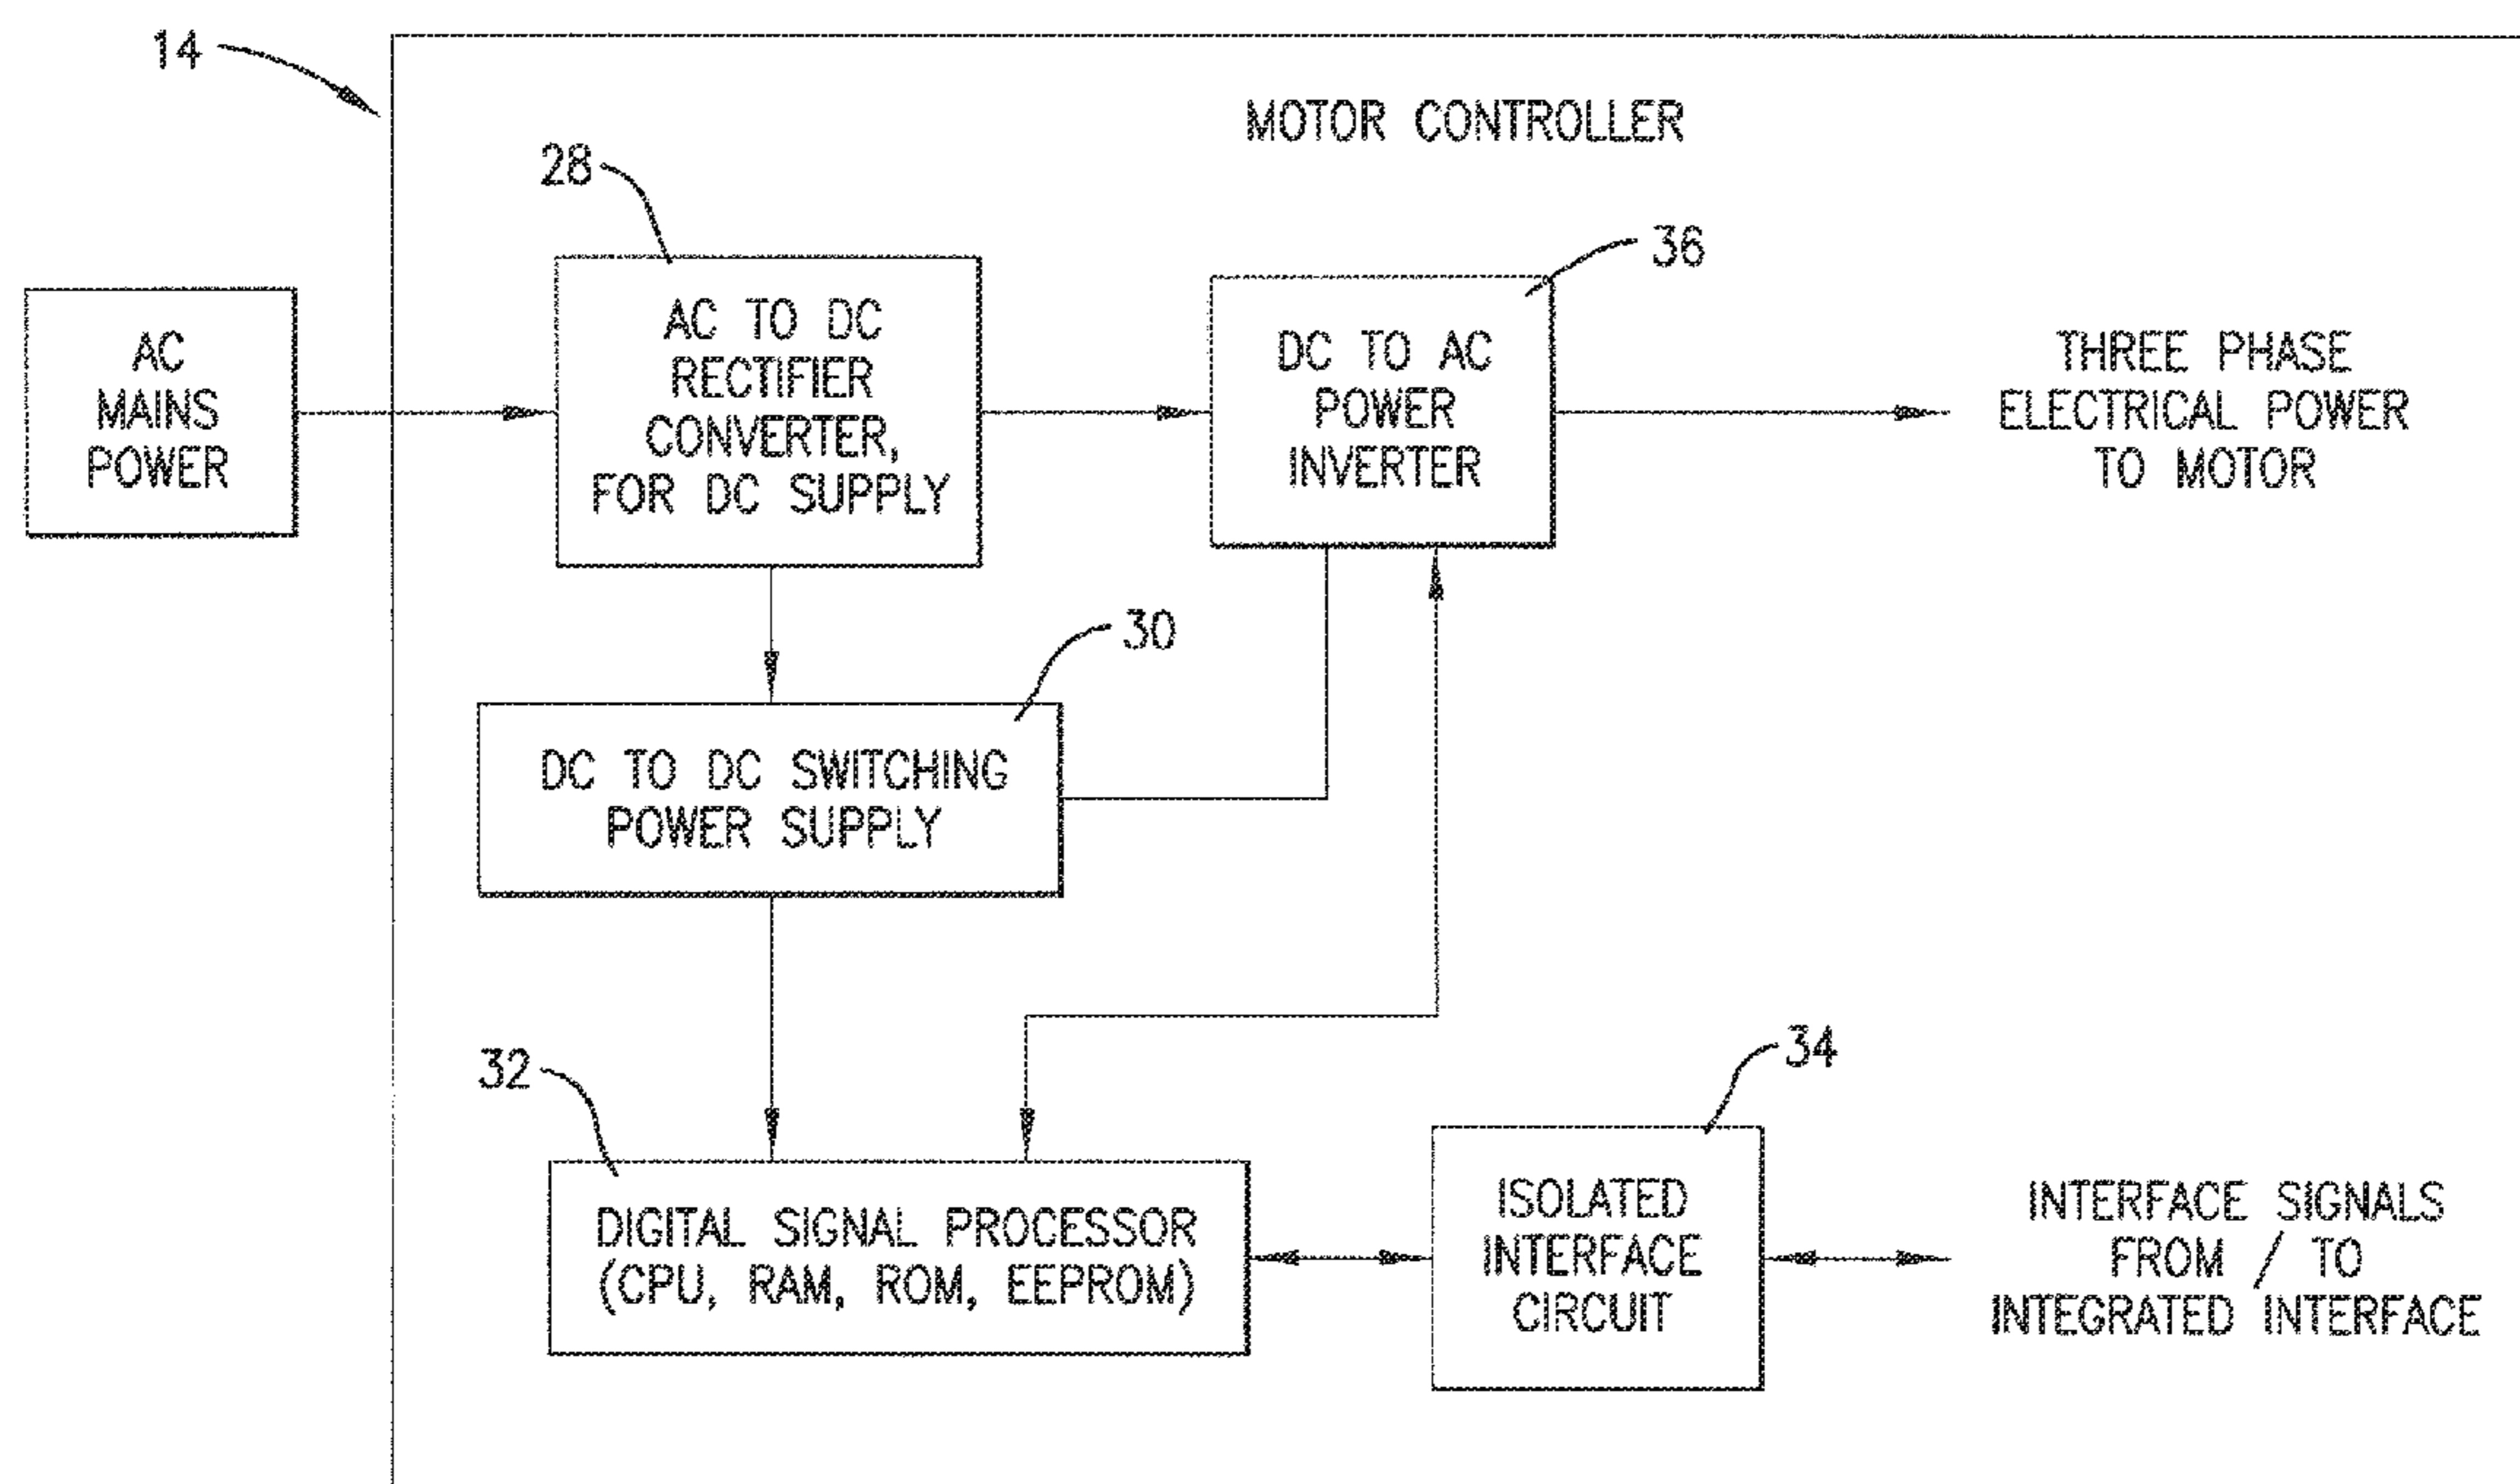 14
MOTOR CONTROLLER
28
36
AC
MAINS
POWER
AC TO DC
RECTIFIER
CONVERTER,
FOR DC SUPPLY
DC TO AC
POWER
INVERTER
THREE PHASE
ELECTRICAL POWER
TO MOTOR
30
DC TO DC SWITCHING
POWER SUPPLY
32
34
DIGITAL SIGNAL PROCESSOR
(CPU, RAM, ROM, EEPROM)
ISOLATED
INTERFACE
CIRCUIT
INTERFACE SIGNALS
FROM / TO
INTEGRATED INTERFACE